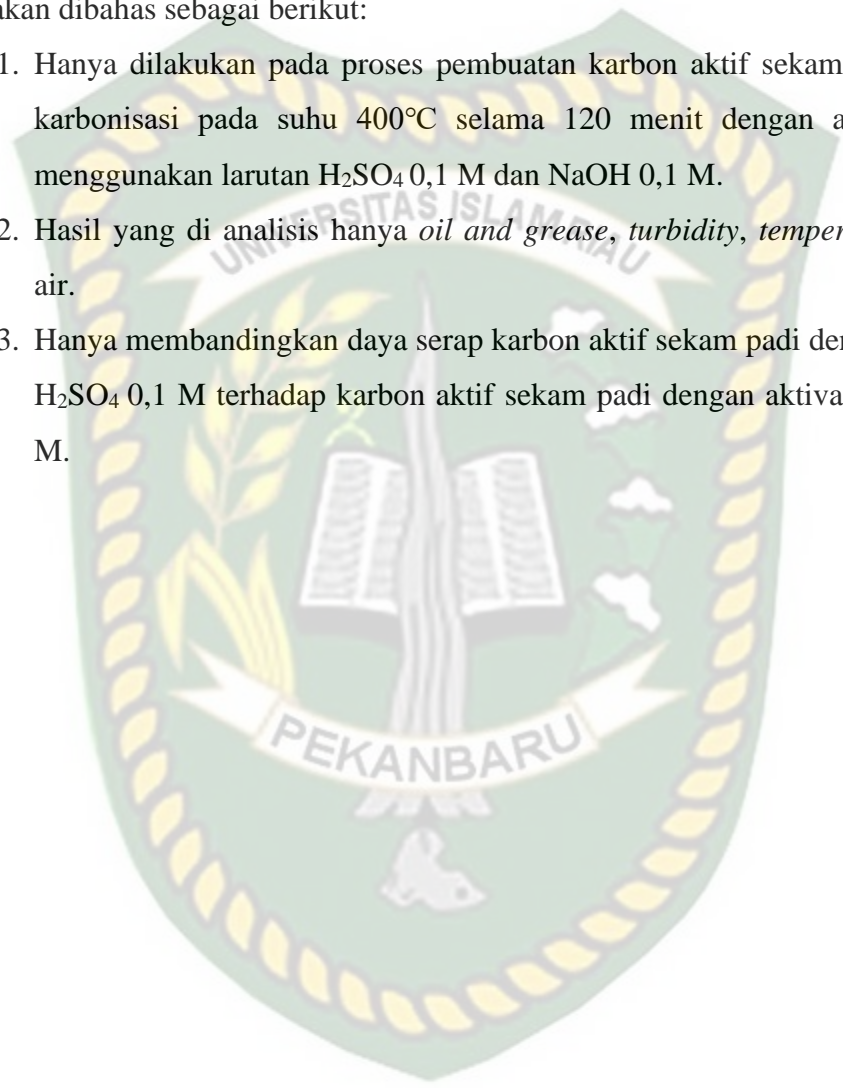 akan dibahas sebagai berikut:
1. Hanya dilakukan pada proses pembuatan karbon aktif sekam
karbonisasi pada suhu 400°C selama 120 menit dengan a
menggunakan larutan H₂SO₄ 0,1 M dan NaOH 0,1 M.
2. Hasil yang di analisis hanya oil and grease, turbidity, temper
air.
3. Hanya membandingkan daya serap karbon aktif sekam padi den
H₂SO₄ 0,1 M terhadap karbon aktif sekam padi dengan aktiva
M.
UNIVERSITAS ISLAM RIAU
PEKANBARU